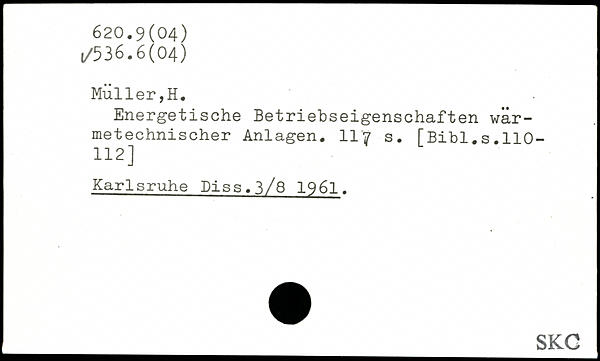 620.9(04)
✓536.6(04)
Müller,H.
Energetische Betriebseigenschaften wär-
metechnischer Anlagen. 117 s. [Bibl.s.110-
112]
Karlsruhe Diss.3/8 1961.
SKC